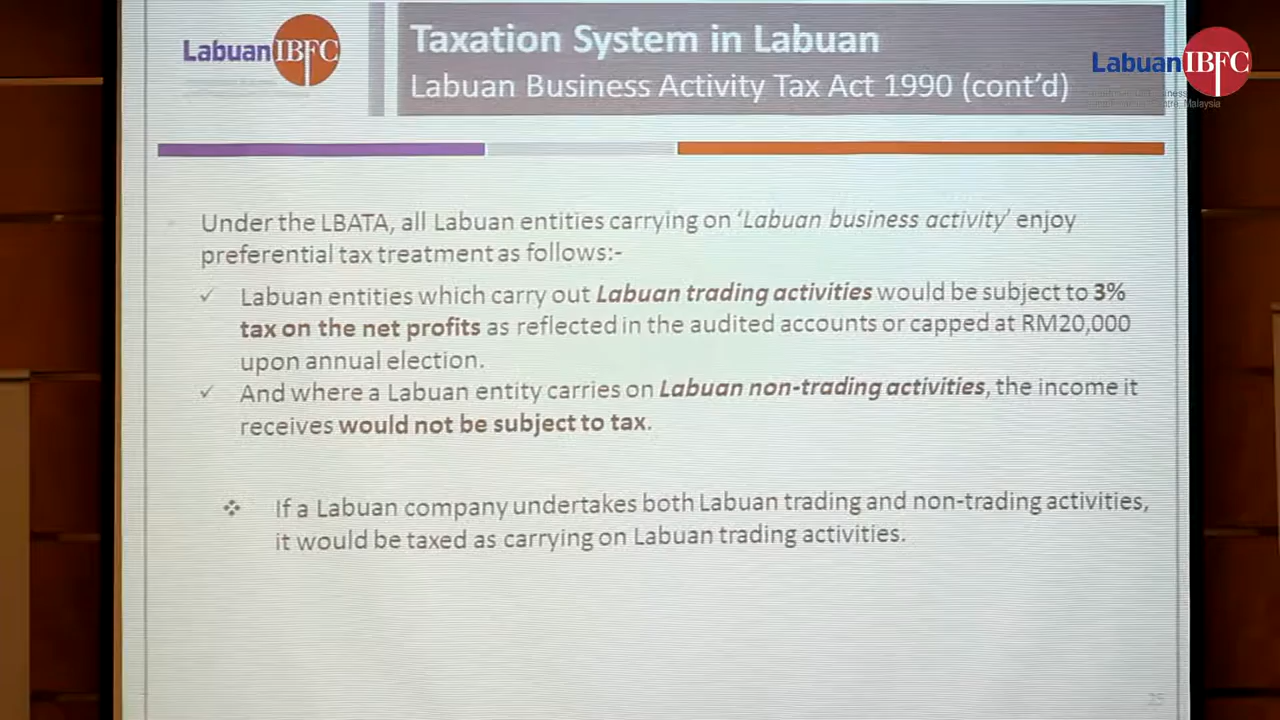 Labuan IBFC
Taxation System in Labuan
Labuan Business Activity Tax Act 1990 (cont'd)
Labuan IBFC
Malaysia
Under the LBATA, all Labuan entities carrying on 'Labuan business activity' enjoy
preferential tax treatment as follows:-
✓ Labuan entities which carry out Labuan trading activities would be subject to 3%
tax on the net profits as reflected in the audited accounts or capped at RM20,000
upon annual election.
✓ And where a Labuan entity carries on Labuan non-trading activities, the income it
receives would not be subject to tax.
❖ If a Labuan company undertakes both Labuan trading and non-trading activities,
it would be taxed as carrying on Labuan trading activities.
25